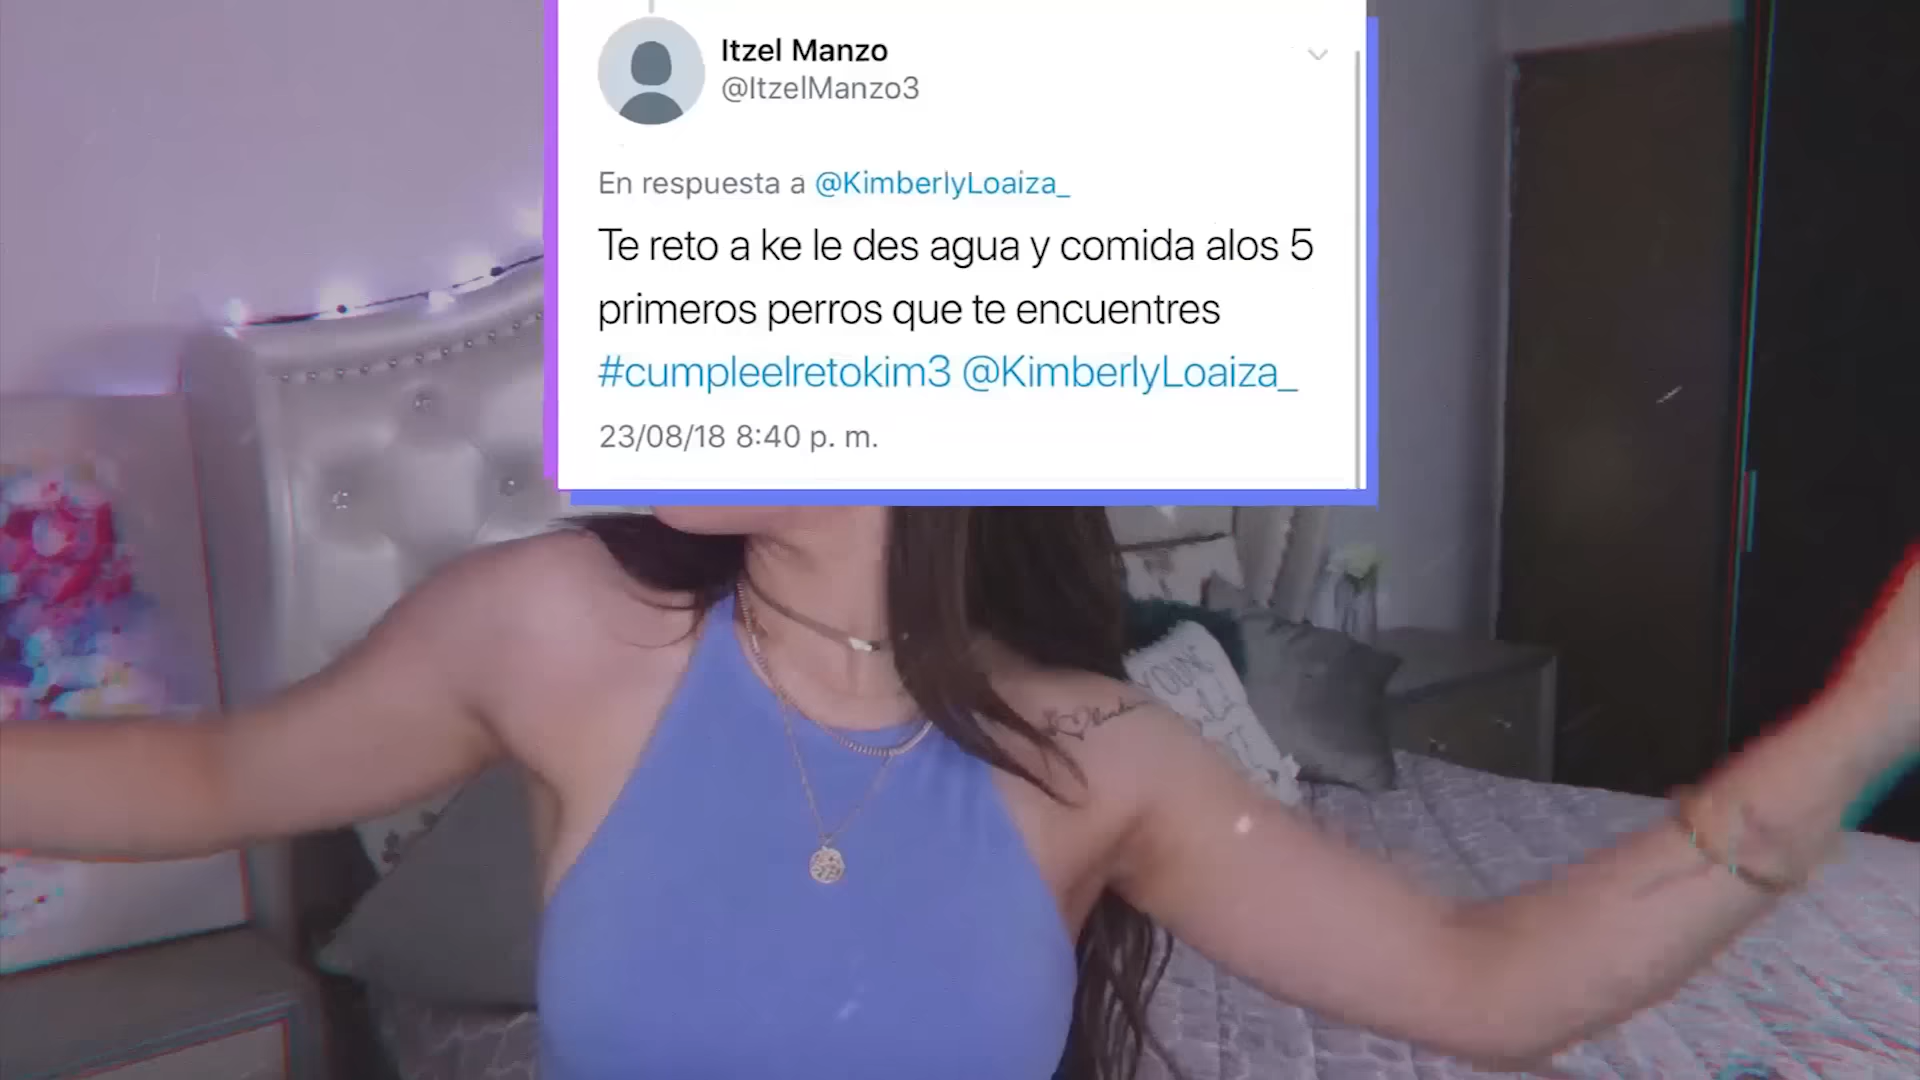 Itzel Manzo
@ItzelManzo3
En respuesta a @KimberlyLoaiza_
Te reto a ke le des agua y comida alos 5
primeros perros que te encuentres
#cumpleelretokim3 @KimberlyLoaiza_
23/08/18 8:40 p. m.
YOUNG